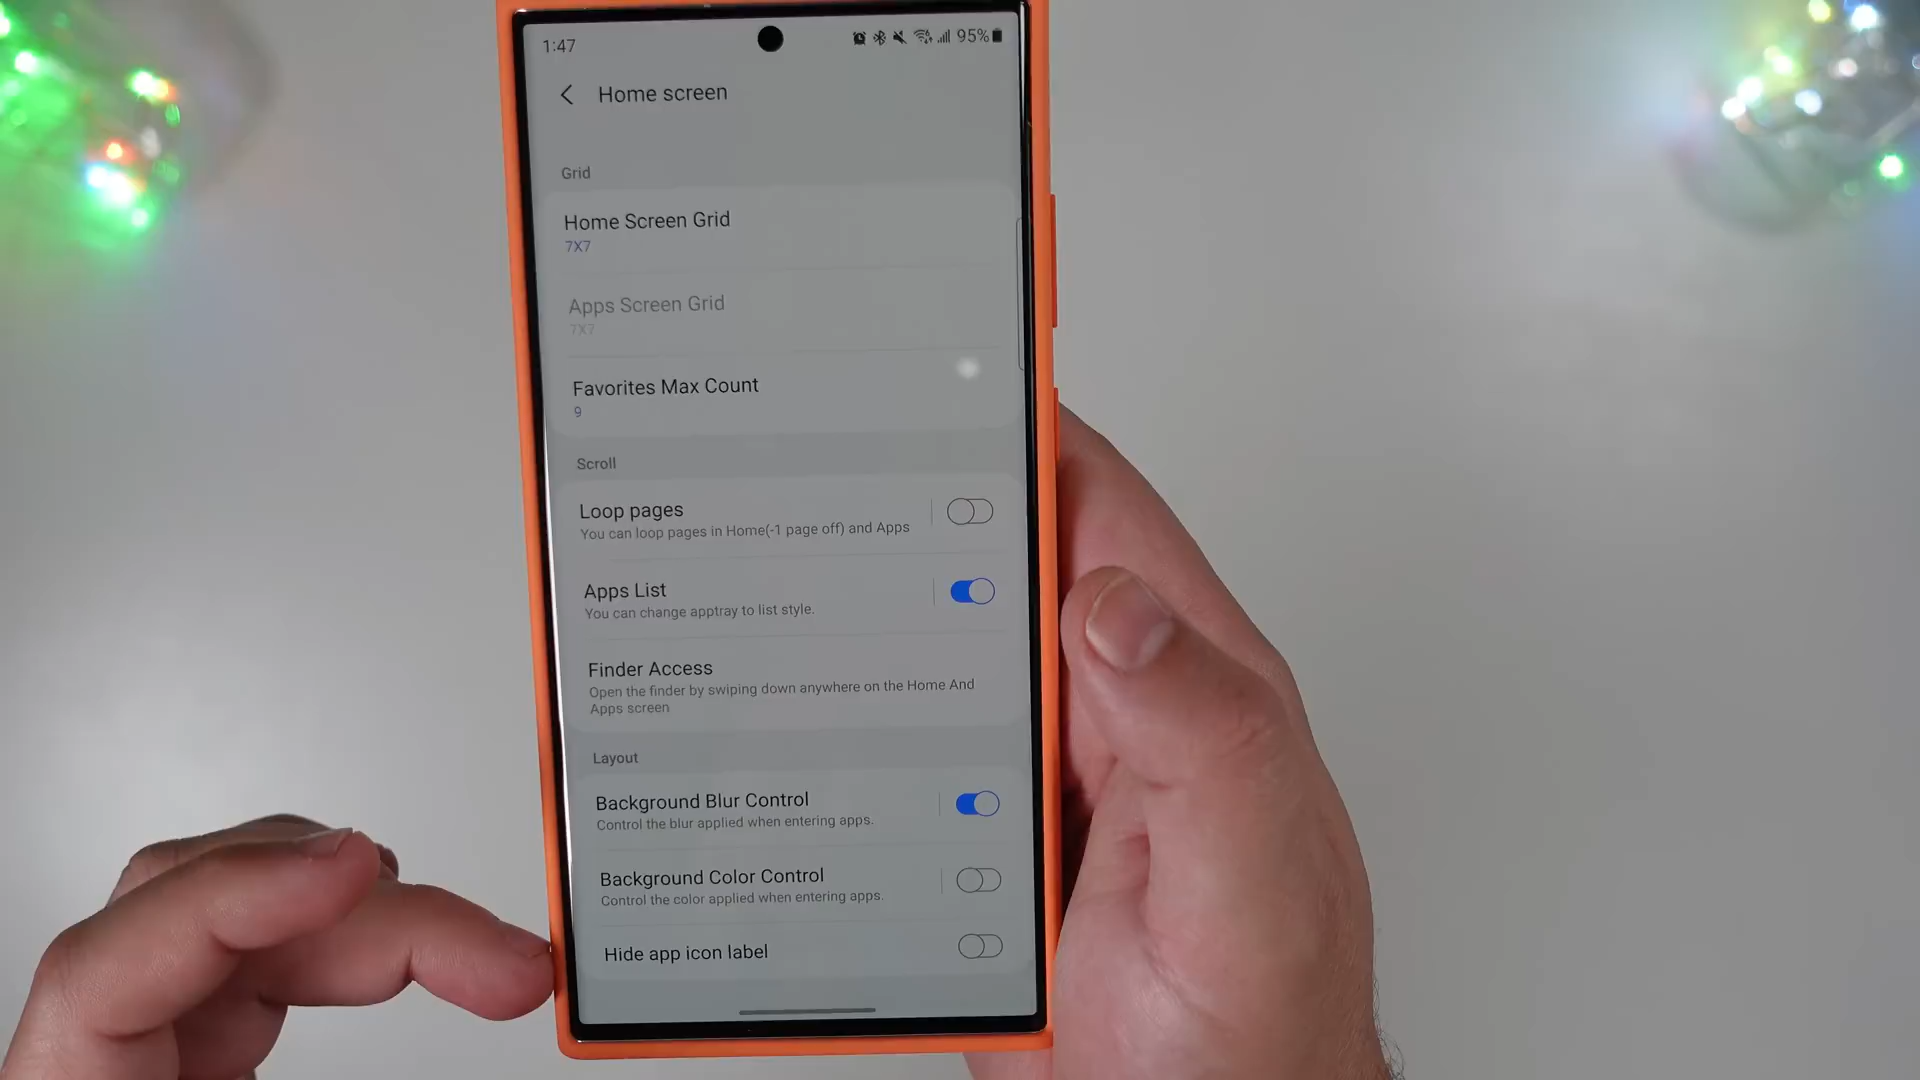 1:47
95%
Home screen
Grid
Home Screen Grid
7X7
Apps Screen Grid
7X7
Favorites Max Count
9
Scroll
Loop pages
You can loop pages in Home(-1 page off) and Apps
Apps List
You can change apptray to list style.
Finder Access
Open the finder by swiping down anywhere on the Home And
Apps screen
Layout
Background Blur Control
Control the blur applied when entering apps.
Background Color Control
Control the color applied when entering apps.
Hide app icon label